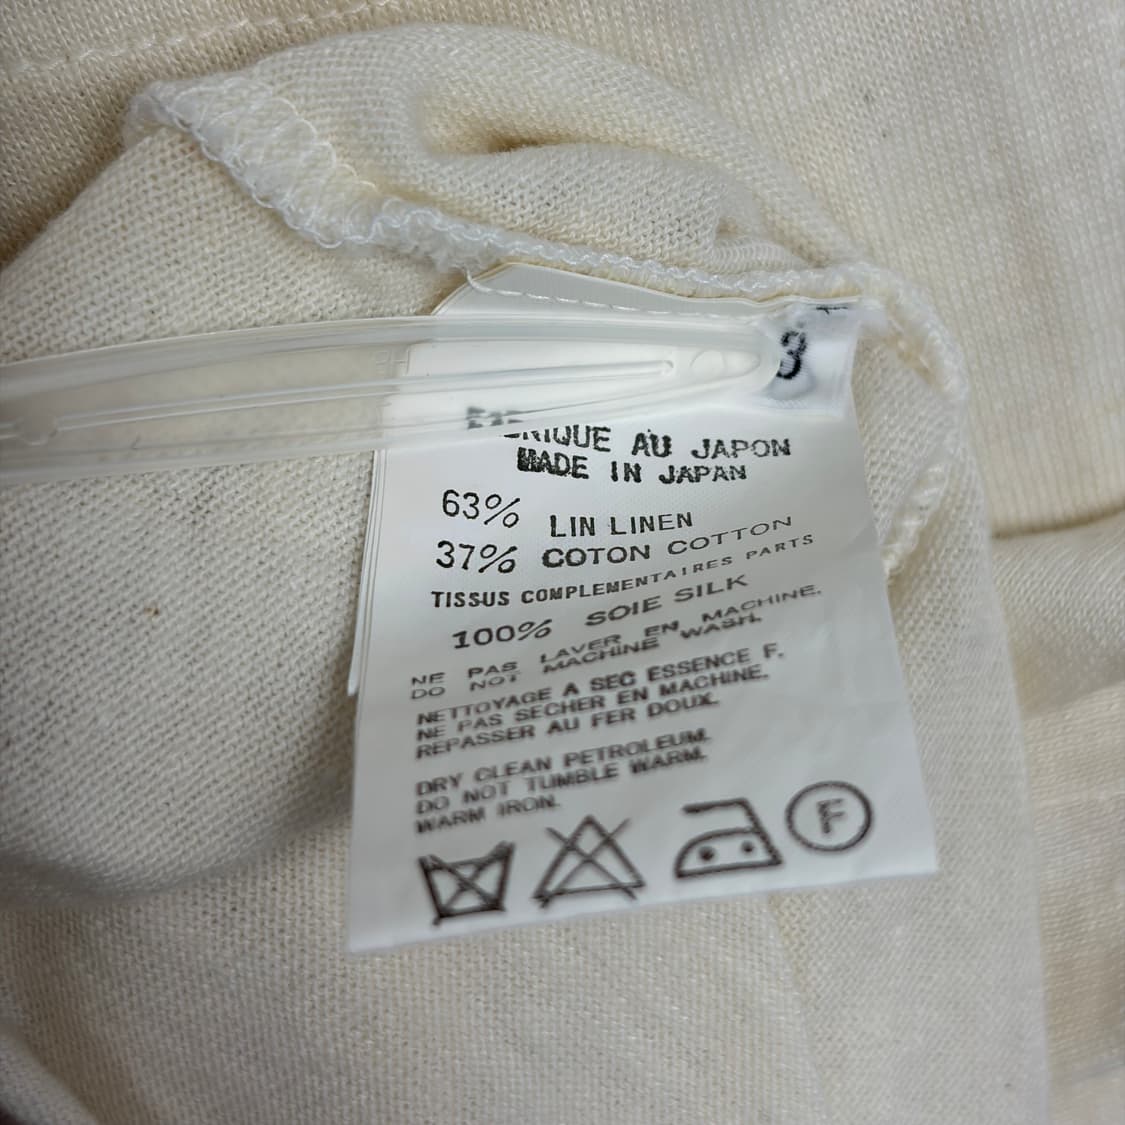 3
FABRIQUE AU JAPON
MADE IN JAPAN
63% LIN LINEN
37% COTON COTTON
TISSUS COMPLEMENTAIRES PARTS
100% SOIE SILK
NE PAS LAVER EN MACHINE.
DO NOT MACHINE WASH.
NETTOYAGE A SEC ESSENCE F.
NE PAS SECHER EN MACHINE.
REPASSER AU FER DOUX.
DRY CLEAN PETROLEUM.
DO NOT TUMBLE WARM.
WARM IRON.
F